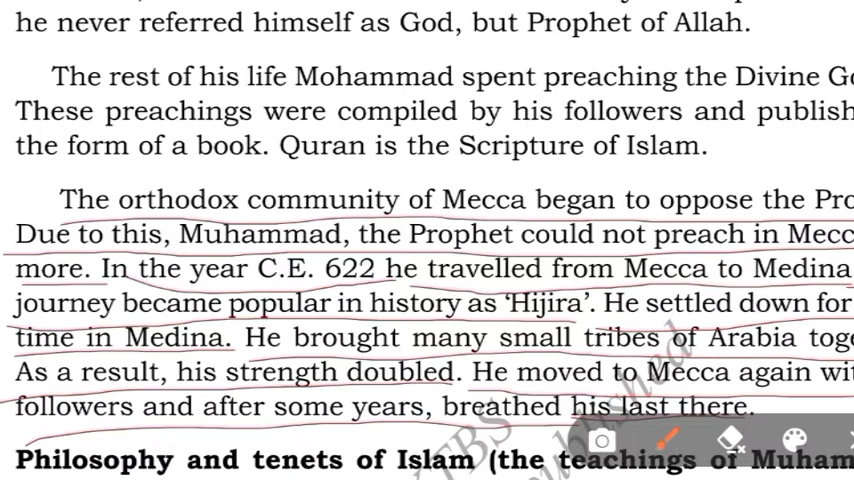 he never referred himself as God, but Prophet of Allah.
The rest of his life Mohammad spent preaching the Divine
These preachings were compiled by his followers and
the form of a book. Quran is the Scripture of Islam.
The orthodox community of Mecca began to oppose the
Due to this, Muhammad, the Prophet could not preach in
more. In the year C.E. 622 he travelled from Mecca to Medina
journey became popular in history as ‘Hijira’. He settled down for
time in Medina. He brought many small tribes of Arabia
As a result, his strength doubled. He moved to Mecca again
followers and after some years, breathed his last there.
Philosophy and tenets of Islam (the teachings of